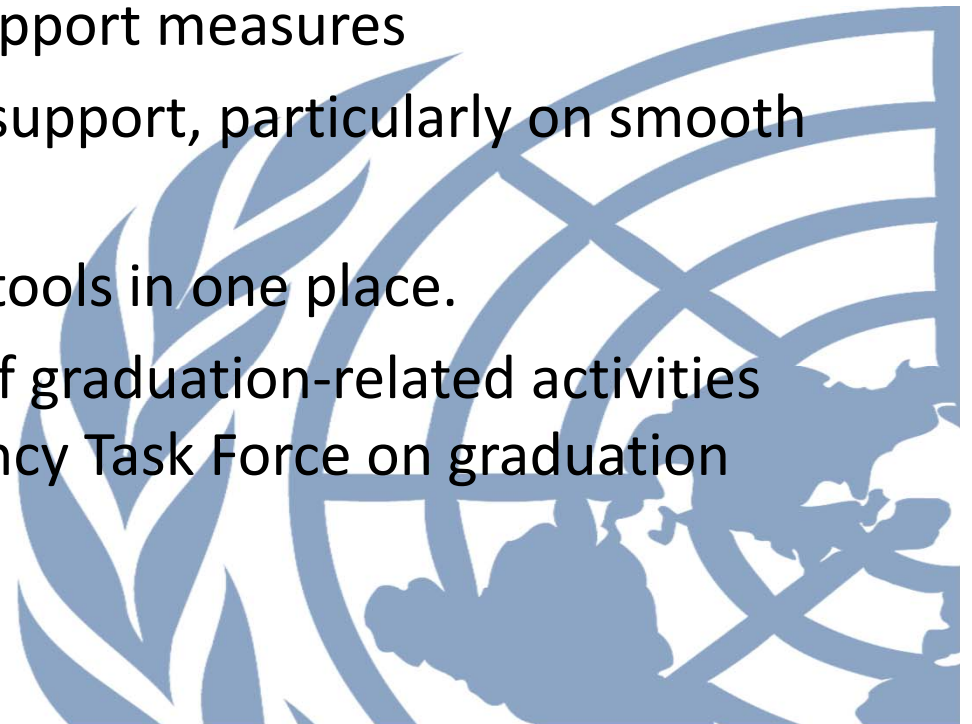 pport measures
support, particularly on smooth
tools in one place.
f graduation-related activities
ncy Task Force on graduation